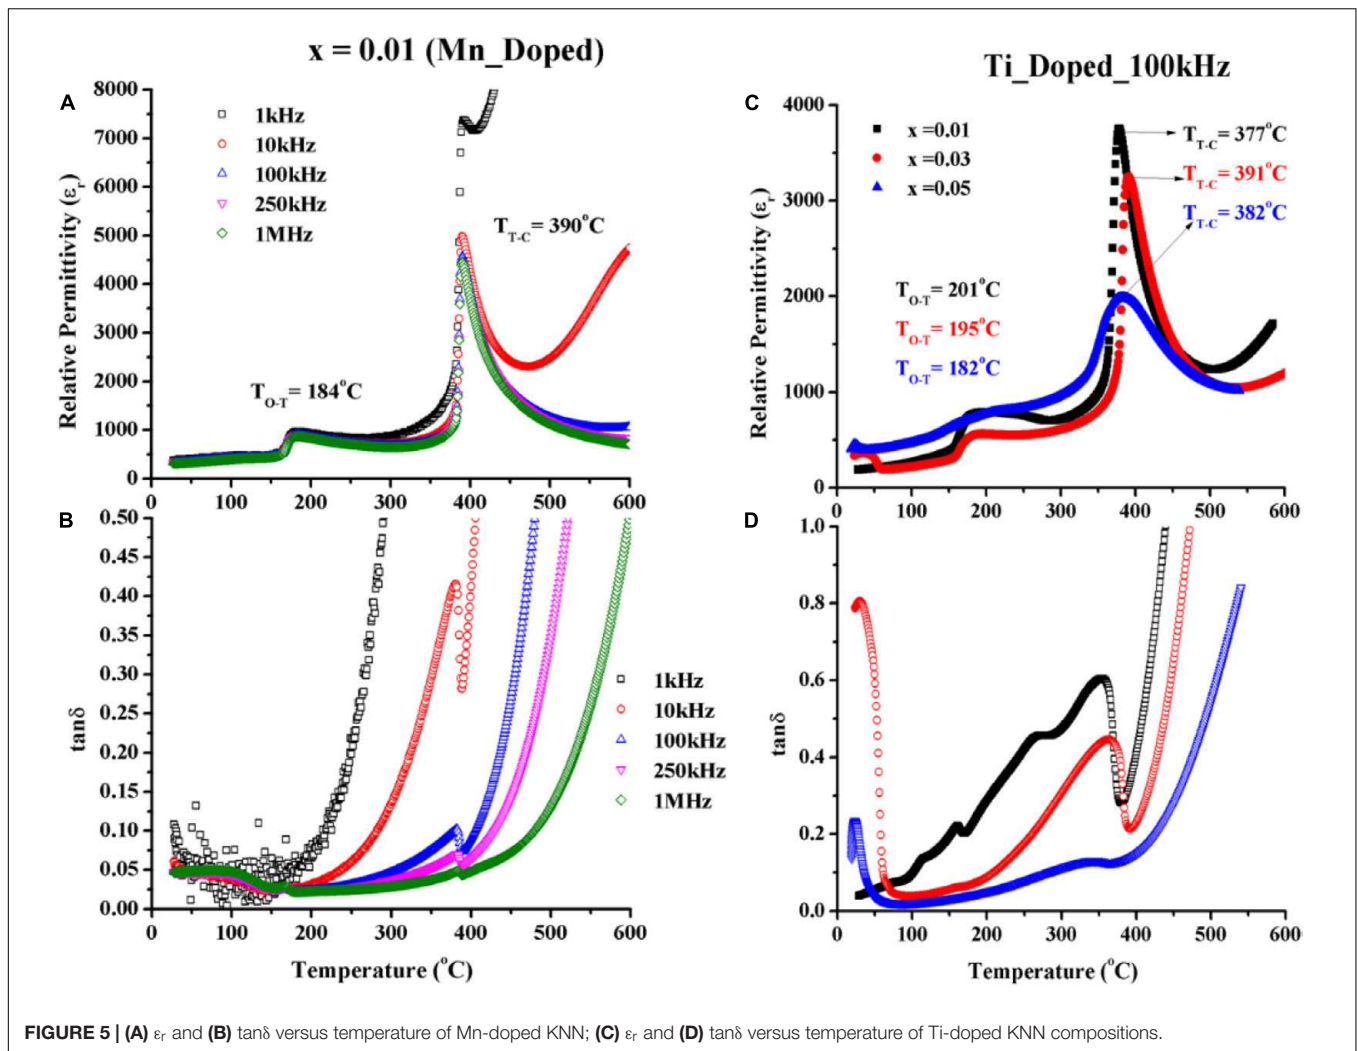 x = 0.01 (Mn_Doped)
A
8000
7000
6000
5000
4000
3000
2000
1000
0
Relative Permittivity (εr)
1kHz
10kHz
100kHz
250kHz
1MHz
TT-C = 390°C
TO-T = 184°C
0 100 200 300 400 500 600
B
0.50
0.45
0.40
0.35
0.30
0.25
0.20
0.15
0.10
0.05
0.00
tanδ
1kHz
10kHz
100kHz
250kHz
1MHz
0 100 200 300 400 500 600
Temperature (°C)
Ti_Doped_100kHz
C
4000
3000
2000
1000
0
Relative Permittivity (εr)
x =0.01
x =0.03
x =0.05
TT-C = 377°C
TT-C = 391°C
TT-C = 382°C
TO-T = 201°C
TO-T = 195°C
TO-T = 182°C
0 100 200 300 400 500 600
D
1.0
0.8
0.6
0.4
0.2
0.0
tanδ
0 100 200 300 400 500 600
Temperature (°C)
FIGURE 5 | (A) εr and (B) tanδ versus temperature of Mn-doped KNN; (C) εr and (D) tanδ versus temperature of Ti-doped KNN compositions.